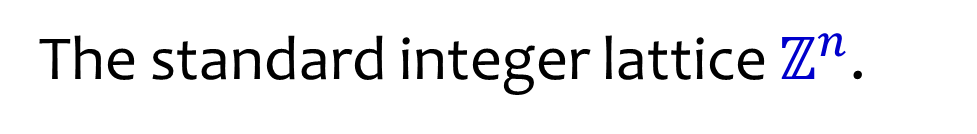 The standard integer lattice ℤⁿ.